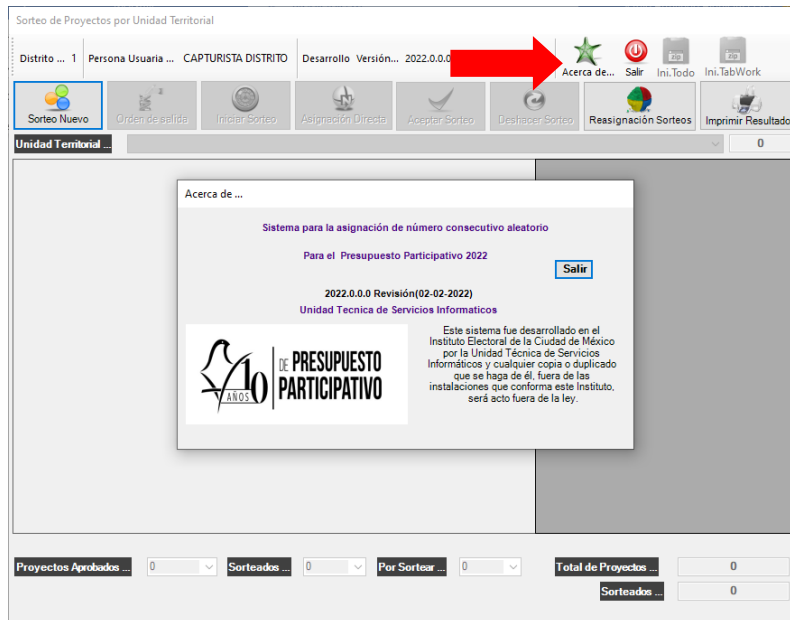 Sorteo de Proyectos por Unidad Territorial
Distrito ... 1 Persona Usuaria ... CAPTURISTA DISTRITO Desarrollo Versión... 2022.0.0.0
Acerca de... Salir Ini.Todo Ini.TabWork
Sorteo Nuevo Orden de salida Iniciar Sorteo Asignación Directa Aceptar Sorteo Deshacer Sorteo Reasignación Sorteos Imprimir Resultado
Unidad Territorial ... 0
Acerca de ...
Sistema para la asignación de número consecutivo aleatorio
Para el Presupuesto Participativo 2022
Salir
2022.0.0.0 Revisión(02-02-2022)
Unidad Tecnica de Servicios Informaticos
10 AÑOS DE PRESUPUESTO
PARTICIPATIVO
Este sistema fue desarrollado en el
Instituto Electoral de la Ciudad de México
por la Unidad Técnica de Servicios
Informáticos y cualquier copia o duplicado
que se haga de él, fuera de las
instalaciones que conforma este Instituto,
será acto fuera de la ley.
Proyectos Aprobados ... 0 Sorteados ... 0 Por Sortear ... 0 Total de Proyectos ... 0
Sorteados ... 0